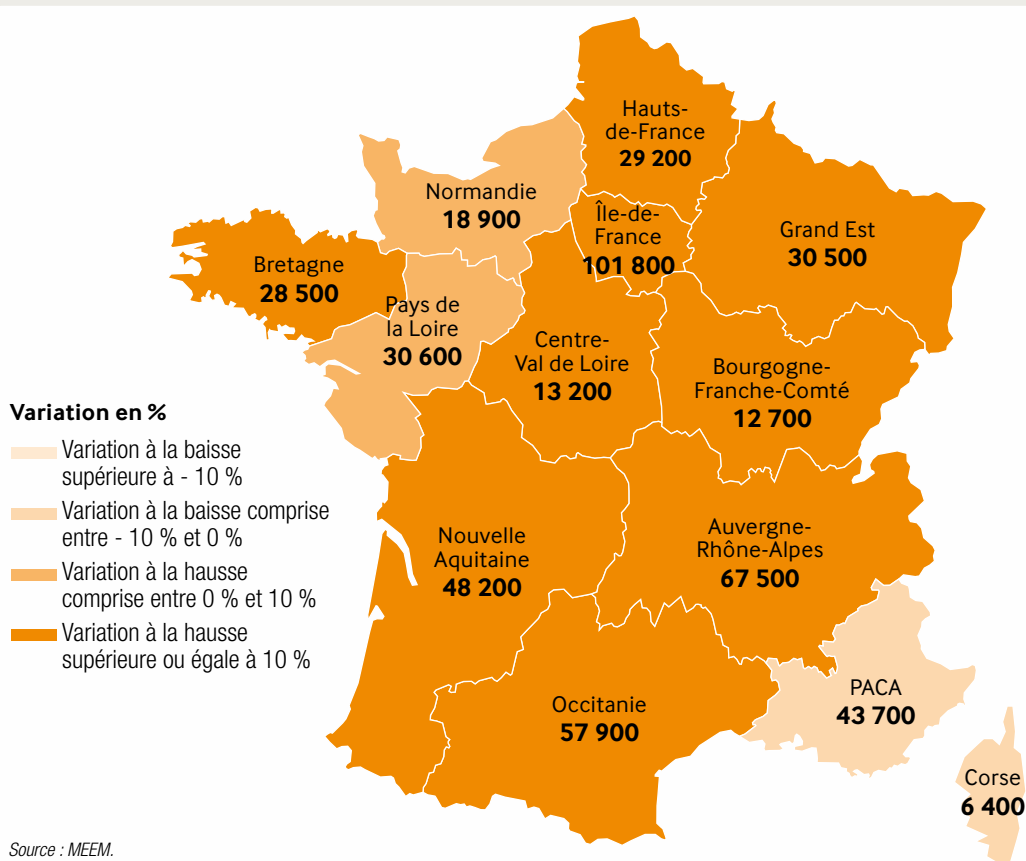 Hauts-
de-France
29 200
Normandie
18 900
Île-de-
France
101 800
Grand Est
30 500
Bretagne
28 500
Pays de
la Loire
30 600
Centre-
Val de Loire
13 200
Bourgogne-
Franche-Comté
12 700
Variation en %
Variation à la baisse
supérieure à - 10 %
Variation à la baisse comprise
entre - 10 % et 0 %
Variation à la hausse
comprise entre 0 % et 10 %
Variation à la hausse
supérieure ou égale à 10 %
Nouvelle
Aquitaine
48 200
Auvergne-
Rhône-Alpes
67 500
Occitanie
57 900
PACA
43 700
Corse
6 400
Source : MEEM.